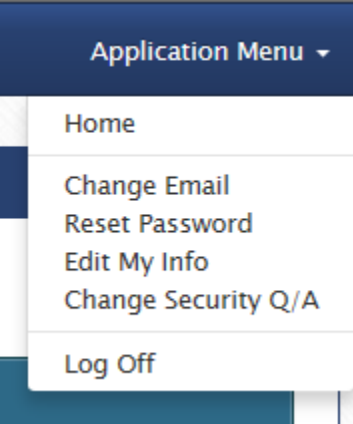 Application Menu
Home
Change Email
Reset Password
Edit My Info
Change Security Q/A
Log Off